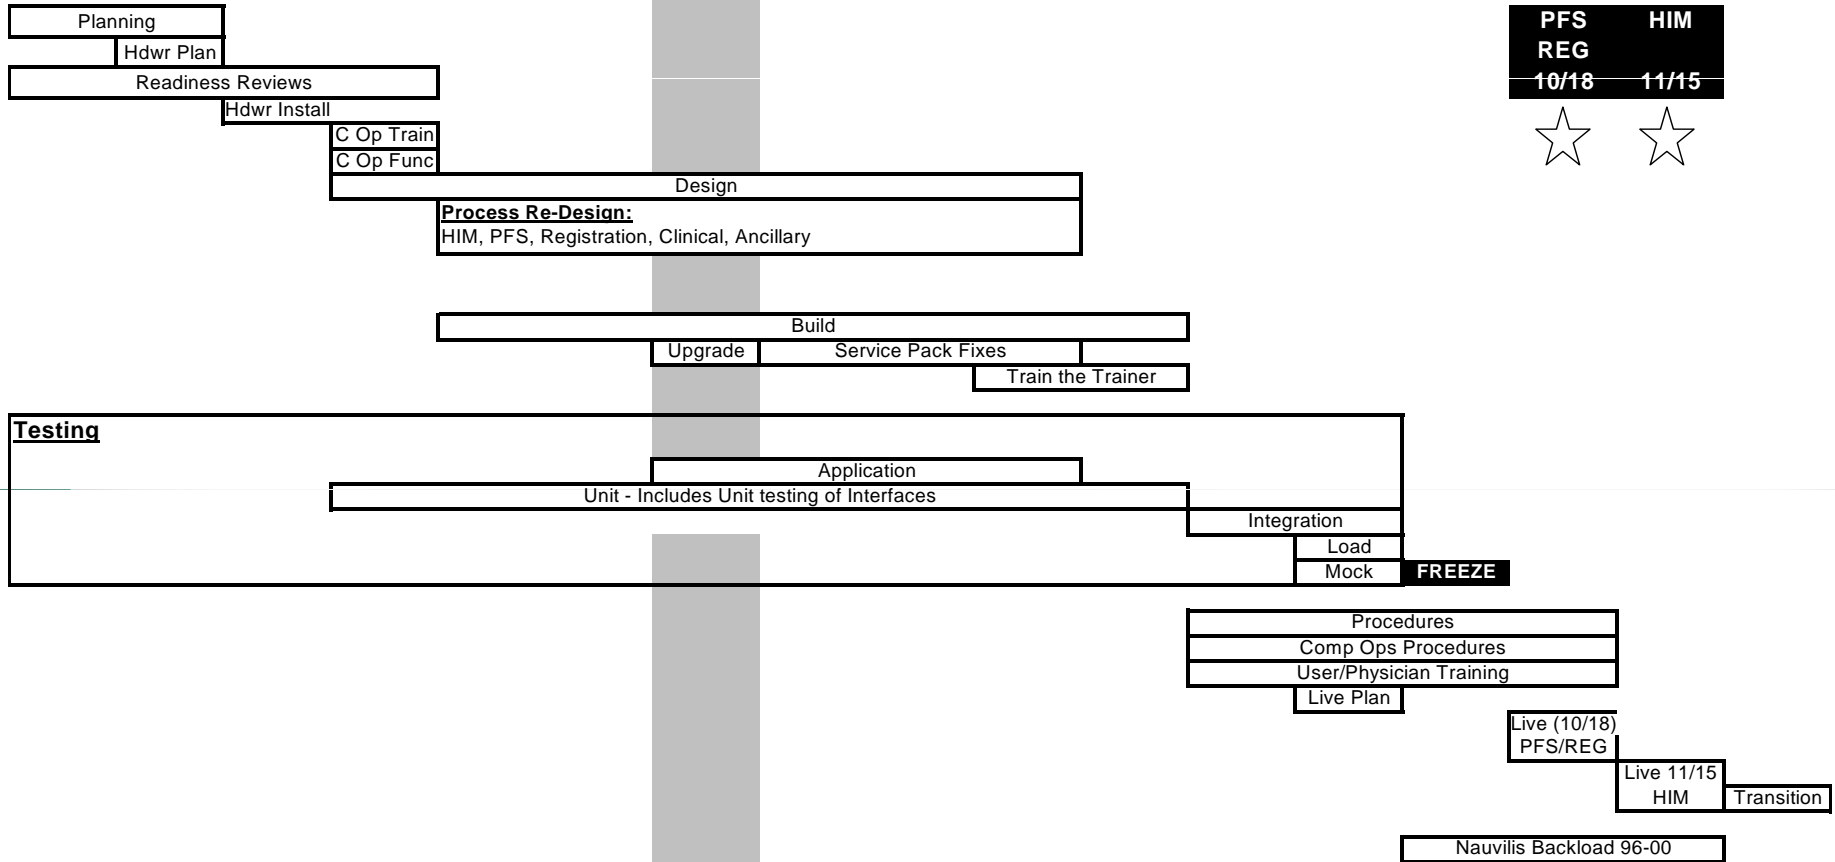 Planning
PFS HIM
Hdwr Plan
REG
Readiness Reviews
10/18 11/15
Hdwr Install
C Op Train
C Op Func
Design
Process Re-Design:
HIM, PFS, Registration, Clinical, Ancillary
Build
Upgrade Service Pack Fixes
Train the Trainer
Testing
Application
Unit - Includes Unit testing of Interfaces
Integration
Load
Mock FREEZE
Procedures
Comp Ops Procedures
User/Physician Training
Live Plan
Live (10/18)
PFS/REG
Live 11/15
HIM Transition
Nauvilis Backload 96-00